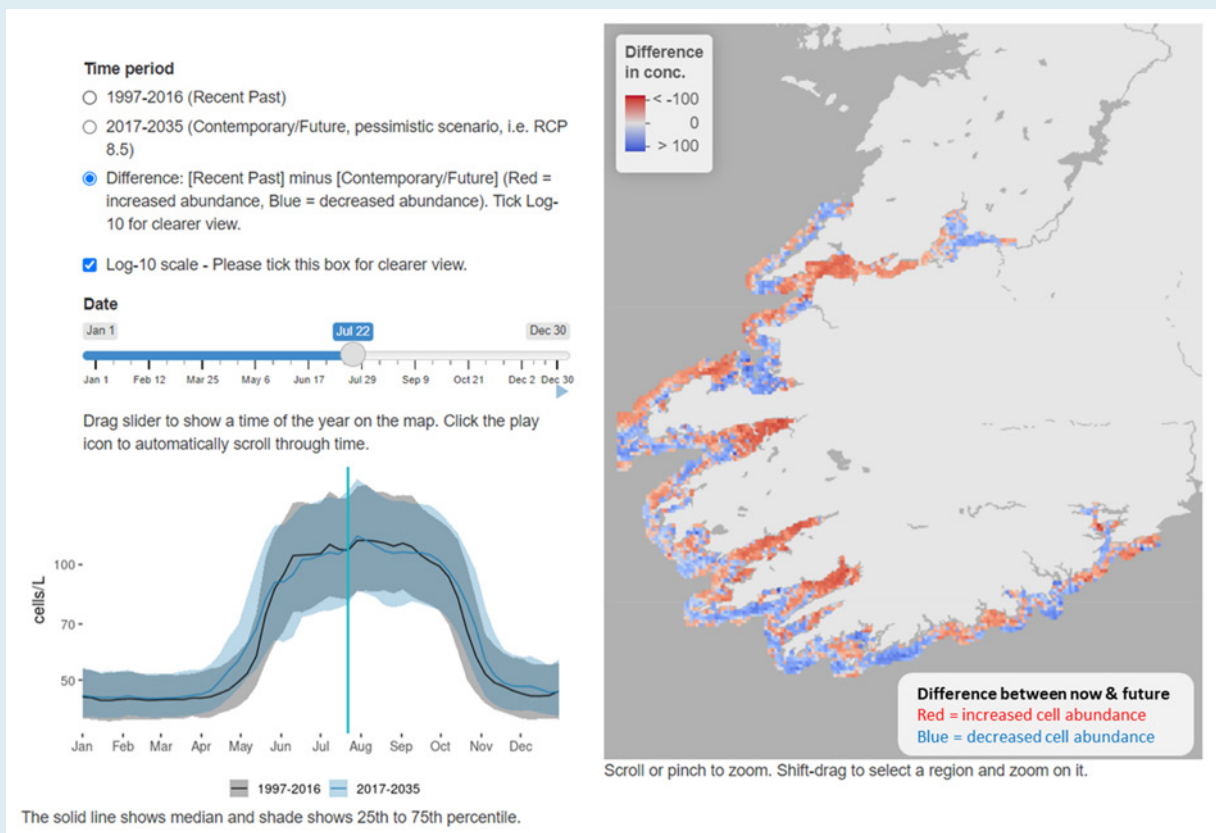 Time period
1997-2016 (Recent Past)
2017-2035 (Contemporary/Future, pessimistic scenario, i.e. RCP
8.5)
Difference: [Recent Past] minus [Contemporary/Future] (Red =
increased abundance, Blue = decreased abundance). Tick Log-
10 for clearer view.
Log-10 scale - Please tick this box for clearer view.
Date
Jan 1
Jul 22
Dec 30
Jan 1 Feb 12 Mar 25 May 6 Jun 17 Jul 29 Sep 9 Oct 21 Dec 2 Dec 30
Drag slider to show a time of the year on the map. Click the play
icon to automatically scroll through time.
cells/L
100
70
50
Jan Feb Mar Apr May Jun Jul Aug Sep Oct Nov Dec
1997-2016 2017-2035
The solid line shows median and shade shows 25th to 75th percentile.
Difference
in conc.
< -100
0
> 100
Difference between now & future
Red = increased cell abundance
Blue = decreased cell abundance
Scroll or pinch to zoom. Shift-drag to select a region and zoom on it.